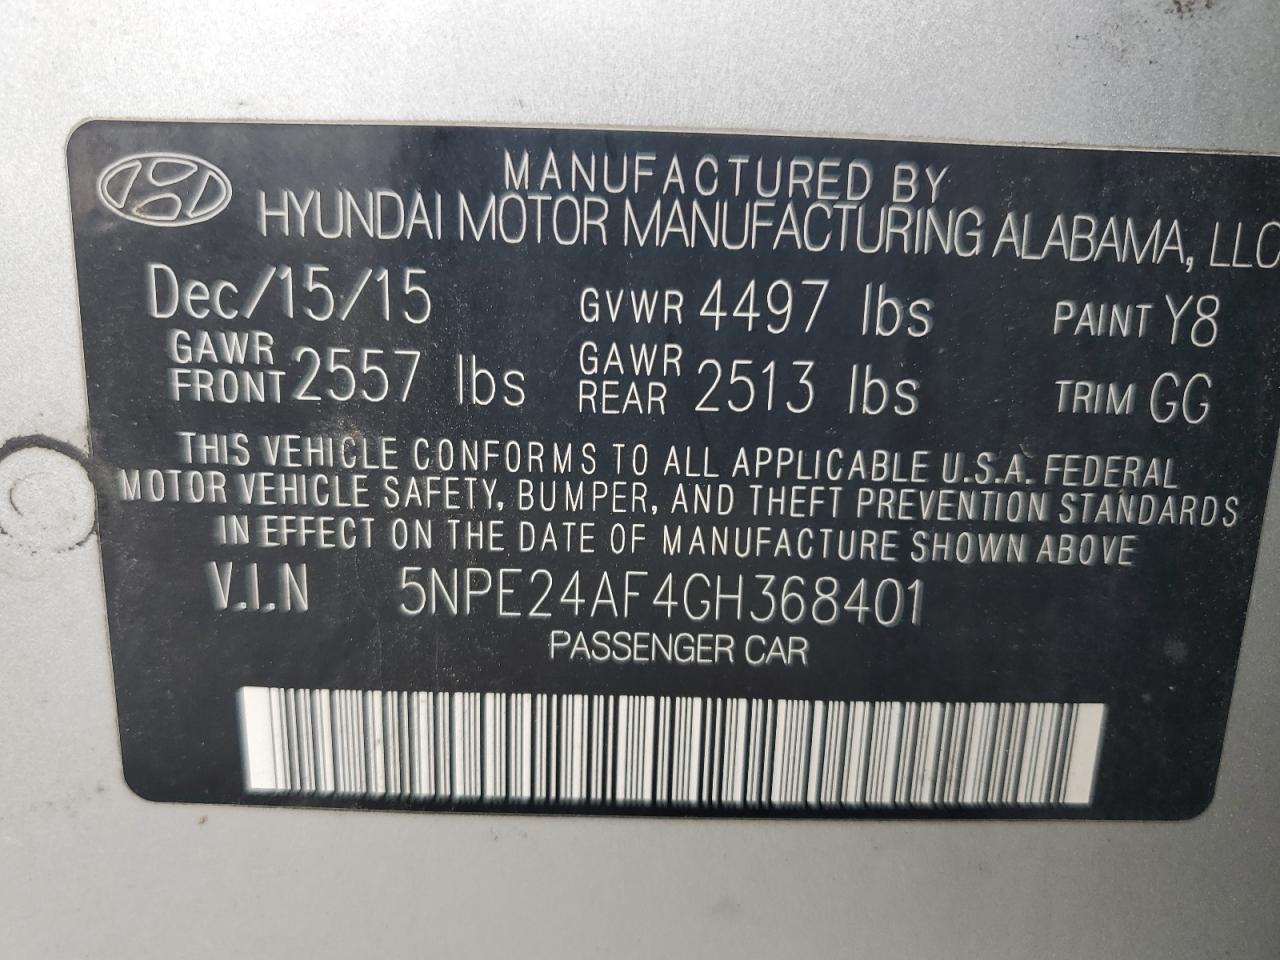 MANUFACTURED BY
HYUNDAI MOTOR MANUFACTURING ALABAMA, LLC
Dec/15/15 GVWR 4497 lbs PAINT Y8
GAWR FRONT 2557 lbs GAWR REAR 2513 lbs TRIM GG
THIS VEHICLE CONFORMS TO ALL APPLICABLE U.S.A. FEDERAL
MOTOR VEHICLE SAFETY, BUMPER, AND THEFT PREVENTION STANDARDS
IN EFFECT ON THE DATE OF MANUFACTURE SHOWN ABOVE
V.I.N 5NPE24AF4GH368401
PASSENGER CAR